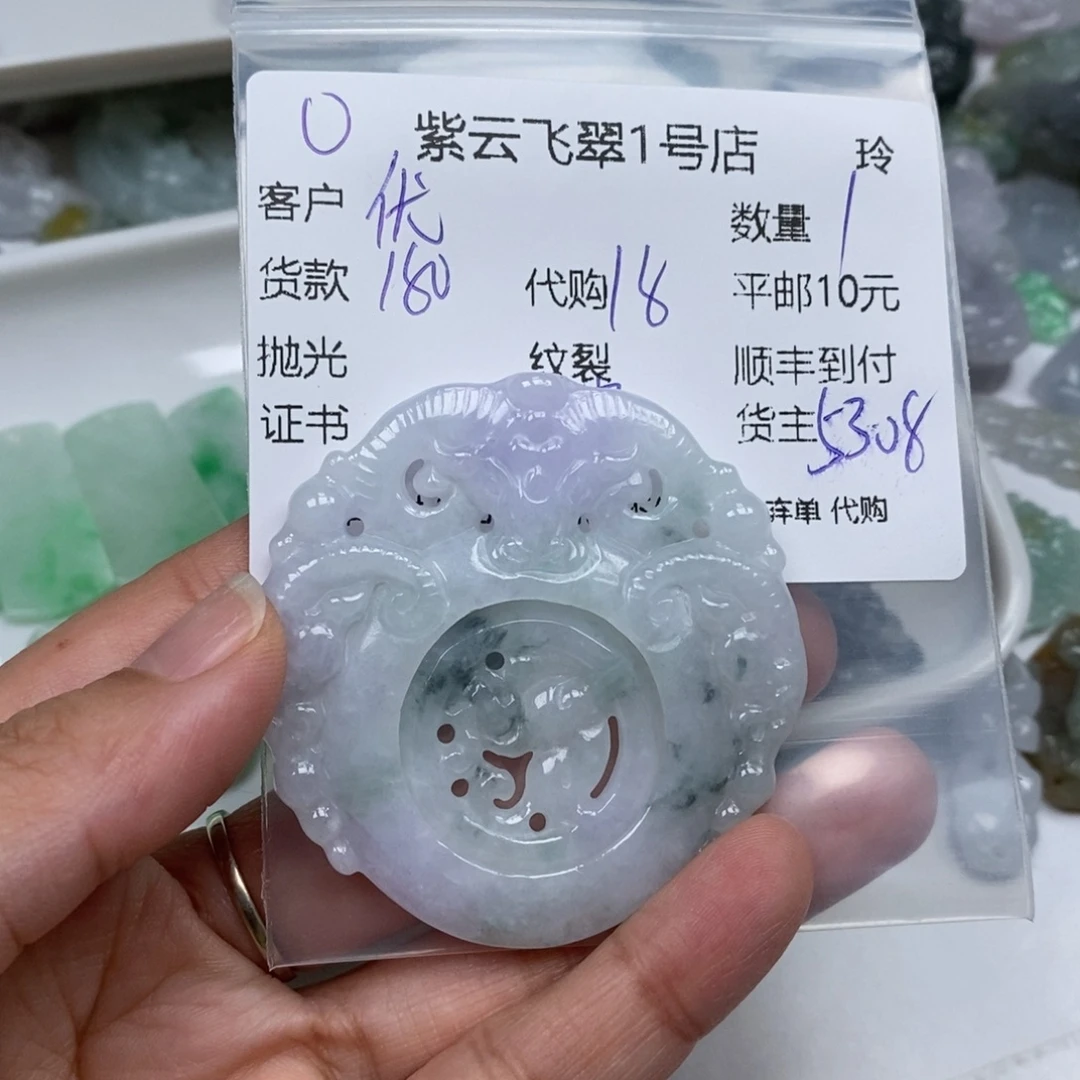 0 紫云飞翠1号店 玲
客户 优 数量 1
货款 180 代购 18 平邮10元
抛光 纹裂 顺丰到付
证书 货主 5308
弃单 代购